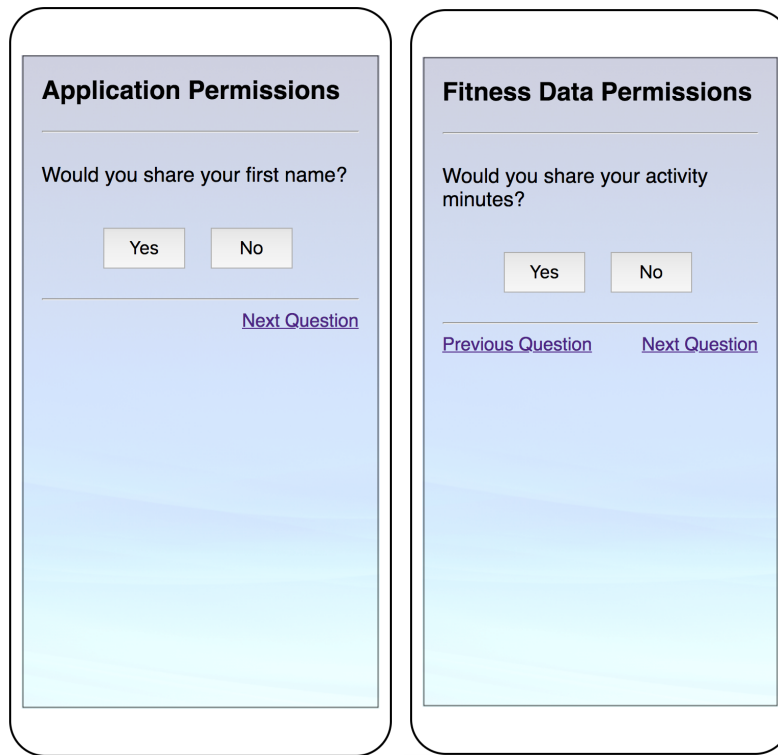 Application Permissions
Would you share your first name?
Yes No
Next Question
Fitness Data Permissions
Would you share your activity
minutes?
Yes No
Previous Question Next Question